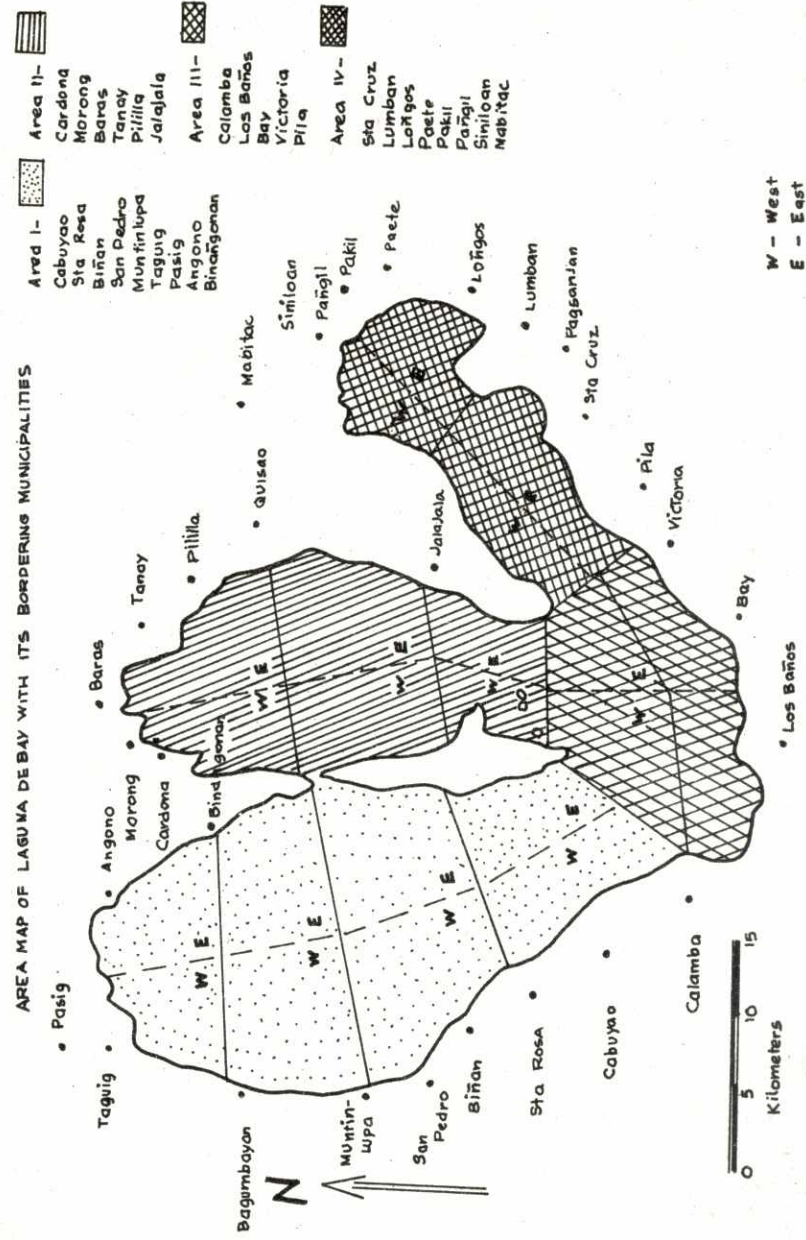 AREA MAP OF LAGUNA DE BAY WITH ITS BORDERING MUNICIPALITIES
Area I-
Cabuyao
Sta Rosa
Biñan
San Pedro
Muntinlupa
Taguig
Pasig
Angono
Binañgonan
Area II-
Cardona
Morong
Baras
Tanay
Pililla
Jalajala
Area III-
Calamba
Los Baños
Bay
Victoria
Pila
Area IV-
Sta Cruz
Lumban
Loñgos
Paete
Pakil
Pañgil
Siniloan
Mabitac
Pasig
Taguig
Angono
Morong
Cardona
Baras
Tanay
Pililla
Quisao
Mabitac
Siniloan
Pañgil
Pakil
Paete
Loñgos
Lumban
Pagsanjan
Sta Cruz
Pila
Victoria
Bay
Los Baños
Calamba
Cabuyao
Sta Rosa
Biñan
San
Pedro
Muntin-
lupa
Bagumbayan
Jalajala
W E
W E
W E
W E
W E
W E
W E
W E
W E
W E
N
0 5 10 15
Kilometers
W - West
E - East